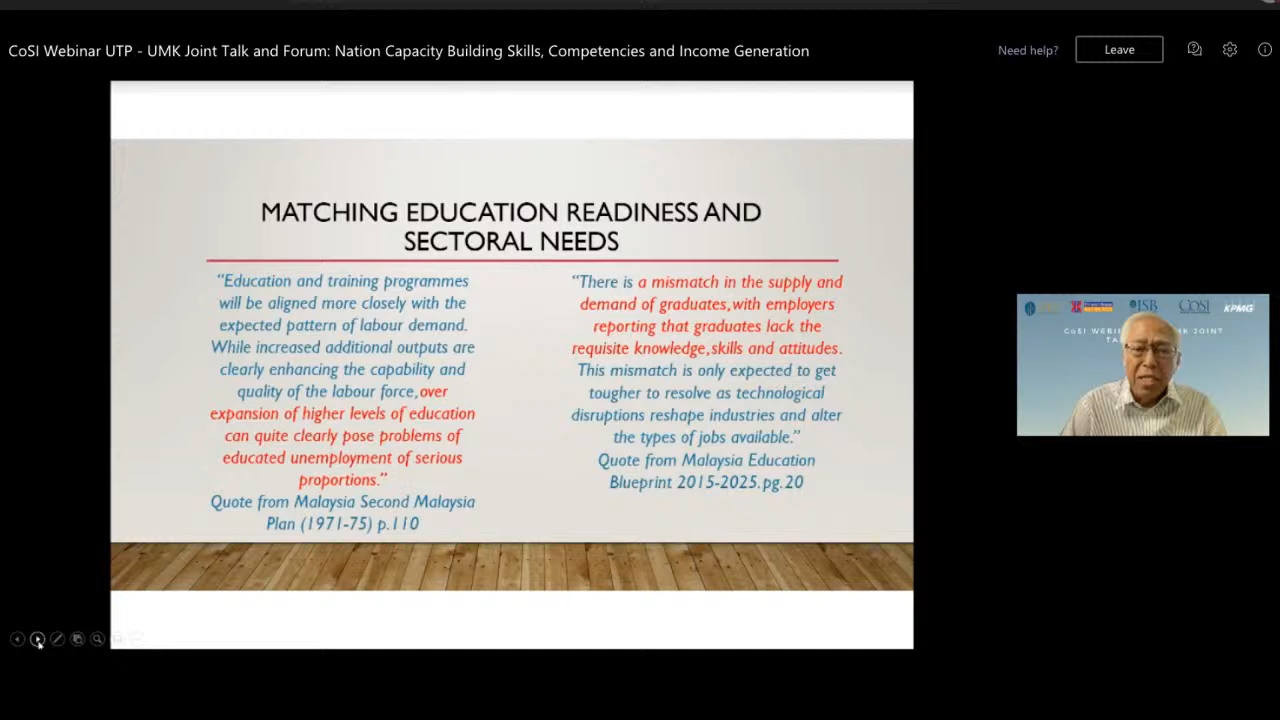 CoSI Webinar UTP - UMK Joint Talk and Forum: Nation Capacity Building Skills, Competencies and Income Generation
Need help?
Leave
MATCHING EDUCATION READINESS AND
SECTORAL NEEDS
“Education and training programmes
will be aligned more closely with the
expected pattern of labour demand.
While increased additional outputs are
clearly enhancing the capability and
quality of the labour force, over
expansion of higher levels of education
can quite clearly pose problems of
educated unemployment of serious
proportions.”
Quote from Malaysia Second Malaysia
Plan (1971-75) p.110
“There is a mismatch in the supply and
demand of graduates, with employers
reporting that graduates lack the
requisite knowledge, skills and attitudes.
This mismatch is only expected to get
tougher to resolve as technological
disruptions reshape industries and alter
the types of jobs available.”
Quote from Malaysia Education
Blueprint 2015-2025. pg.20
JSB
COSI
KPMG